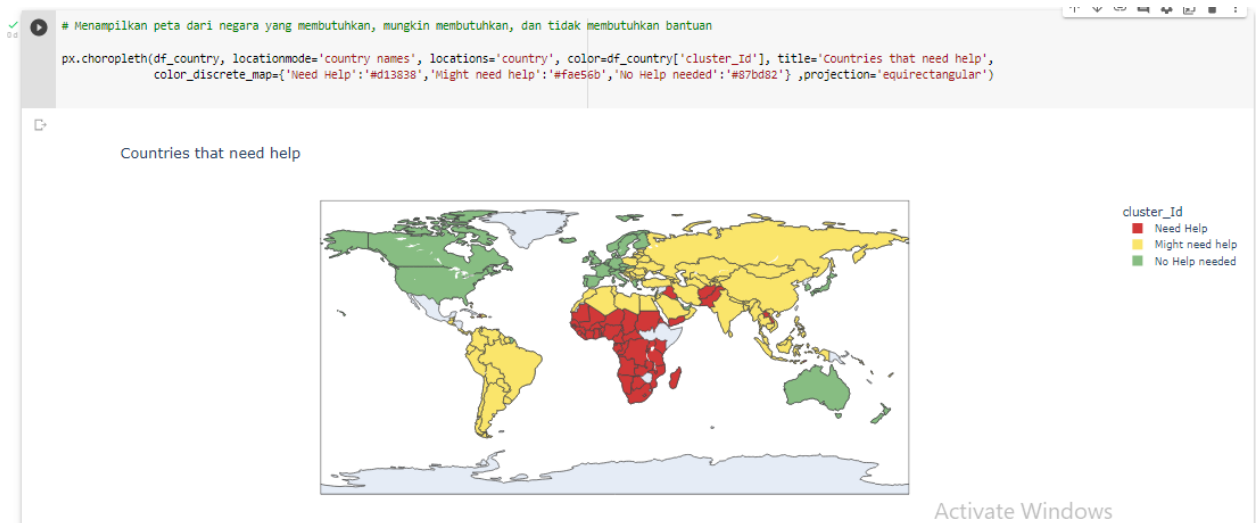 # Menampilkan peta dari negara yang membutuhkan, mungkin membutuhkan, dan tidak membutuhkan bantuan
px.choropleth(df_country, locationmode='country names', locations='country', color=df_country['cluster_Id'], title='Countries that need help',
color_discrete_map={'Need Help':'#d13838','Might need help':'#fae56b','No Help needed':'#87bd82'} ,projection='equirectangular')
Countries that need help
cluster_Id
Need Help
Might need help
No Help needed
Activate Windows